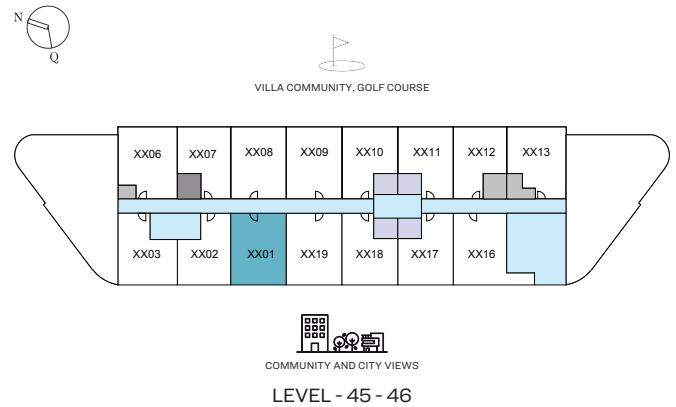 N
Q
VILLA COMMUNITY, GOLF COURSE
XX06 XX07 XX08 XX09 XX10 XX11 XX12 XX13
XX03 XX02 XX01 XX19 XX18 XX17 XX16
COMMUNITY AND CITY VIEWS
LEVEL - 45 - 46